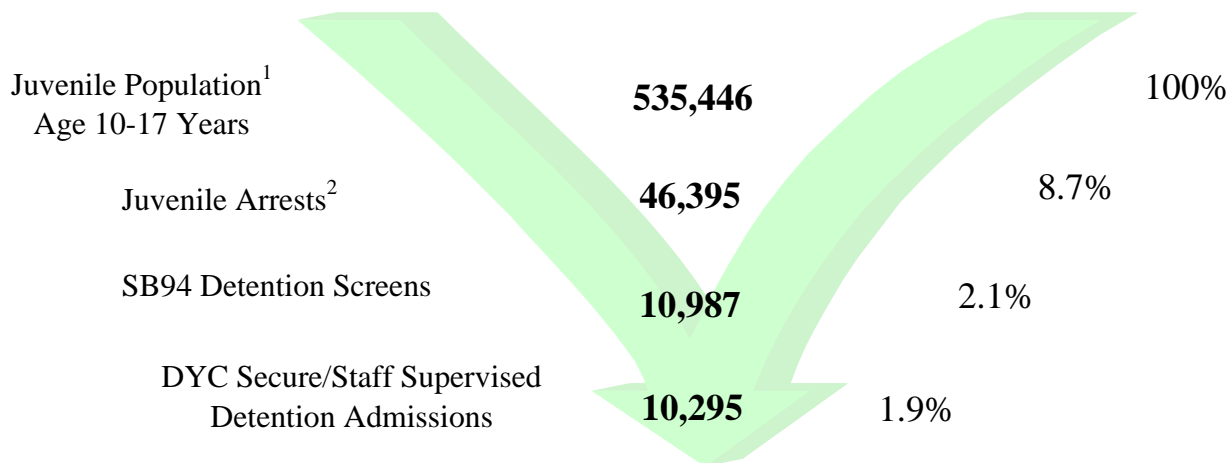 Juvenile Population¹ 535,446 100%
Age 10-17 Years
Juvenile Arrests² 46,395 8.7%
SB94 Detention Screens 10,987 2.1%
DYC Secure/Staff Supervised
Detention Admissions 10,295 1.9%